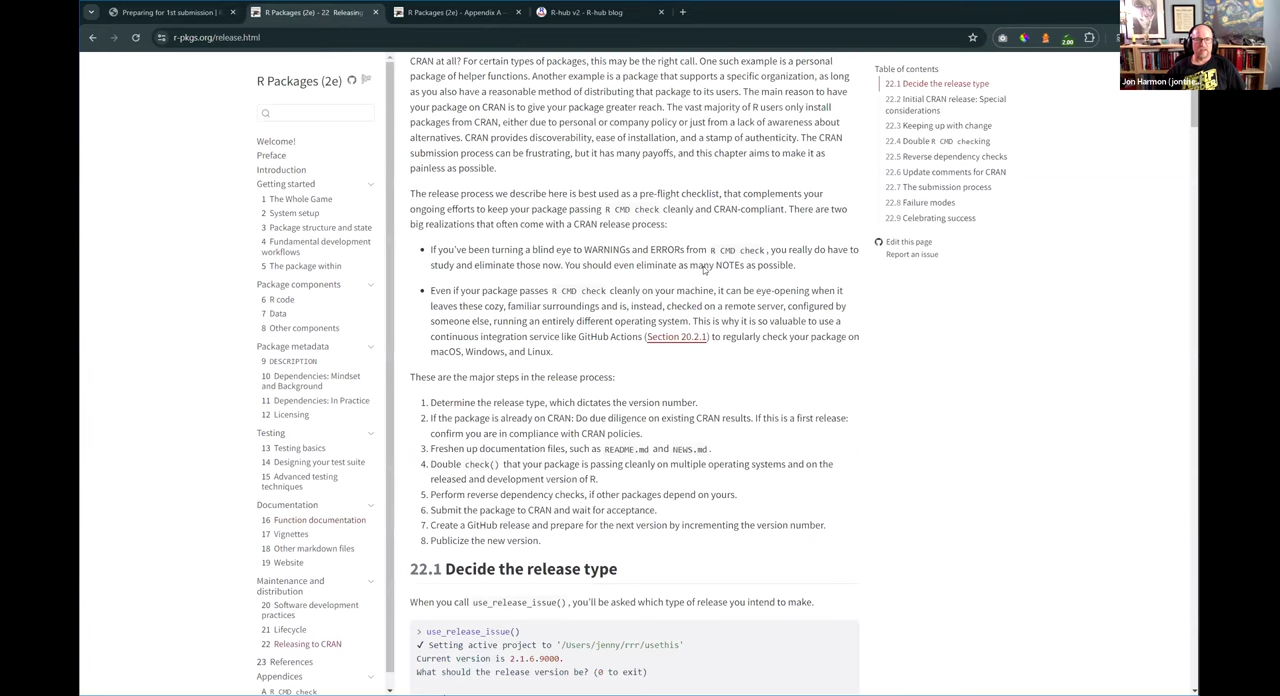 Preparing for 1st submission |
R Packages (2e) - 22 Releasing
R Packages (2e) - Appendix A –
R-hub v2 - R-hub blog
r-pkgs.org/release.html
2.00
Jon Harmon (jontite...
R Packages (2e)
Welcome!
Preface
Introduction
Getting started
1 The Whole Game
2 System setup
3 Package structure and state
4 Fundamental development
workflows
5 The package within
Package components
6 R code
7 Data
8 Other components
Package metadata
9 DESCRIPTION
10 Dependencies: Mindset
and Background
11 Dependencies: In Practice
12 Licensing
Testing
13 Testing basics
14 Designing your test suite
15 Advanced testing
techniques
Documentation
16 Function documentation
17 Vignettes
18 Other markdown files
19 Website
Maintenance and
distribution
20 Software development
practices
21 Lifecycle
22 Releasing to CRAN
23 References
Appendices
A R CMD check
CRAN at all? For certain types of packages, this may be the right call. One such example is a personal
package of helper functions. Another example is a package that supports a specific organization, as long
as you also have a reasonable method of distributing that package to its users. The main reason to have
your package on CRAN is to give your package greater reach. The vast majority of R users only install
packages from CRAN, either due to personal or company policy or just from a lack of awareness about
alternatives. CRAN provides discoverability, ease of installation, and a stamp of authenticity. The CRAN
submission process can be frustrating, but it has many payoffs, and this chapter aims to make it as
painless as possible.
The release process we describe here is best used as a pre-flight checklist, that complements your
ongoing efforts to keep your package passing R CMD check cleanly and CRAN-compliant. There are two
big realizations that often come with a CRAN release process:
• If you've been turning a blind eye to WARNINGs and ERRORs from R CMD check, you really do have to
study and eliminate those now. You should even eliminate as many NOTEs as possible.
• Even if your package passes R CMD check cleanly on your machine, it can be eye-opening when it
leaves these cozy, familiar surroundings and is, instead, checked on a remote server, configured by
someone else, running an entirely different operating system. This is why it is so valuable to use a
continuous integration service like GitHub Actions (Section 20.2.1) to regularly check your package on
macOS, Windows, and Linux.
These are the major steps in the release process:
1. Determine the release type, which dictates the version number.
2. If the package is already on CRAN: Do due diligence on existing CRAN results. If this is a first release:
confirm you are in compliance with CRAN policies.
3. Freshen up documentation files, such as README.md and NEWS.md.
4. Double check() that your package is passing cleanly on multiple operating systems and on the
released and development version of R.
5. Perform reverse dependency checks, if other packages depend on yours.
6. Submit the package to CRAN and wait for acceptance.
7. Create a GitHub release and prepare for the next version by incrementing the version number.
8. Publicize the new version.
22.1 Decide the release type
When you call use_release_issue(), you'll be asked which type of release you intend to make.
> use_release_issue()
✓ Setting active project to '/Users/jenny/rrr/usethis'
Current version is 2.1.6.9000.
What should the release version be? (0 to exit)
Table of contents
22.1 Decide the release type
22.2 Initial CRAN release: Special
considerations
22.3 Keeping up with change
22.4 Double R CMD checking
22.5 Reverse dependency checks
22.6 Update comments for CRAN
22.7 The submission process
22.8 Failure modes
22.9 Celebrating success
Edit this page
Report an issue